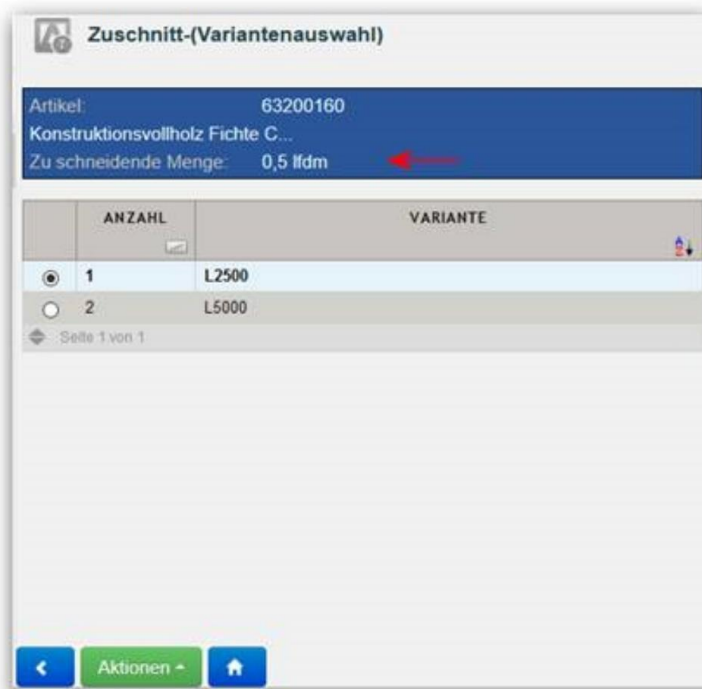 Zuschnitt-(Variantenauswahl)
Artikel: 63200160
Konstruktionsvollholz Fichte C...
Zu schneidende Menge: 0,5 lfdm
ANZAHL VARIANTE
1 L2500
2 L5000
Seite 1 von 1
Aktionen